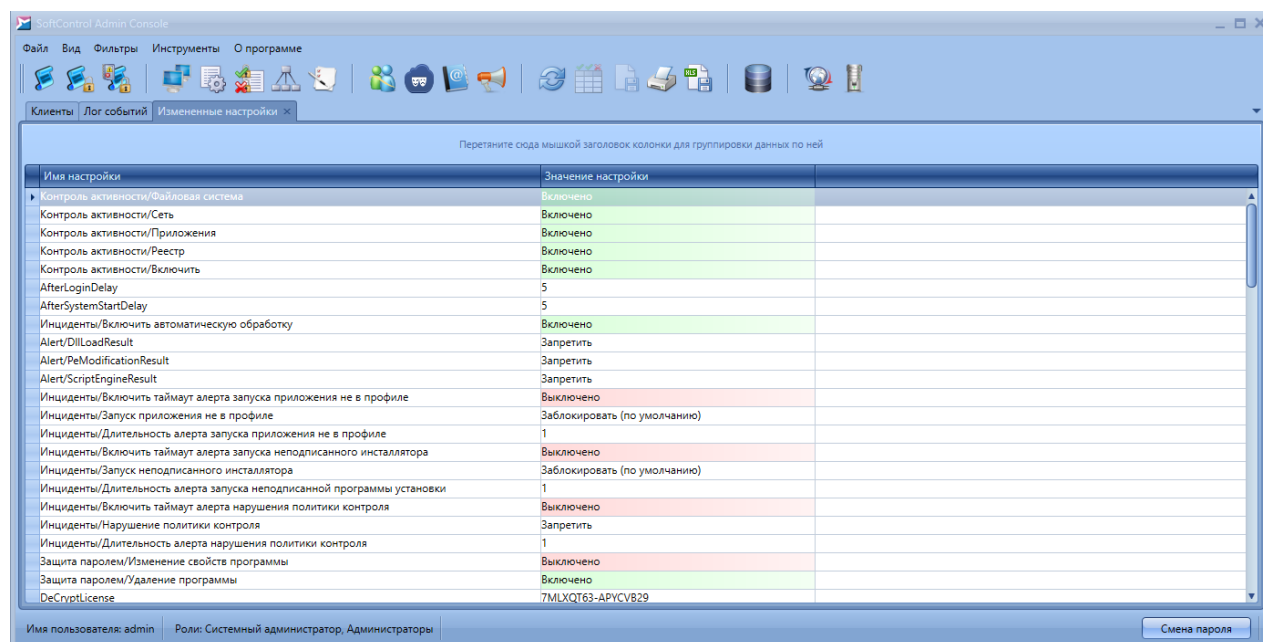 SoftControl Admin Console
Файл Вид Фильтры Инструменты О программе
XLS
Клиенты Лог событий Измененные настройки ×
Перетяните сюда мышкой заголовок колонки для группировки данных по ней
Имя настройки Значение настройки
Контроль активности/Файловая система Включено
Контроль активности/Сеть Включено
Контроль активности/Приложения Включено
Контроль активности/Реестр Включено
Контроль активности/Включить Включено
AfterLoginDelay 5
AfterSystemStartDelay 5
Инциденты/Включить автоматическую обработку Включено
Alert/DllLoadResult Запретить
Alert/PeModificationResult Запретить
Alert/ScriptEngineResult Запретить
Инциденты/Включить таймаут алерта запуска приложения не в профиле Выключено
Инциденты/Запуск приложения не в профиле Заблокировать (по умолчанию)
Инциденты/Длительность алерта запуска приложения не в профиле 1
Инциденты/Включить таймаут алерта запуска неподписанного инсталлятора Выключено
Инциденты/Запуск неподписанного инсталлятора Заблокировать (по умолчанию)
Инциденты/Длительность алерта запуска неподписанной программы установки 1
Инциденты/Включить таймаут алерта нарушения политики контроля Выключено
Инциденты/Нарушение политики контроля Запретить
Инциденты/Длительность алерта нарушения политики контроля 1
Защита паролем/Изменение свойств программы Выключено
Защита паролем/Удаление программы Включено
DeCryptLicense 7MLXQT63-APYCVB29
Имя пользователя: admin Роли: Системный администратор, Администраторы Смена пароля